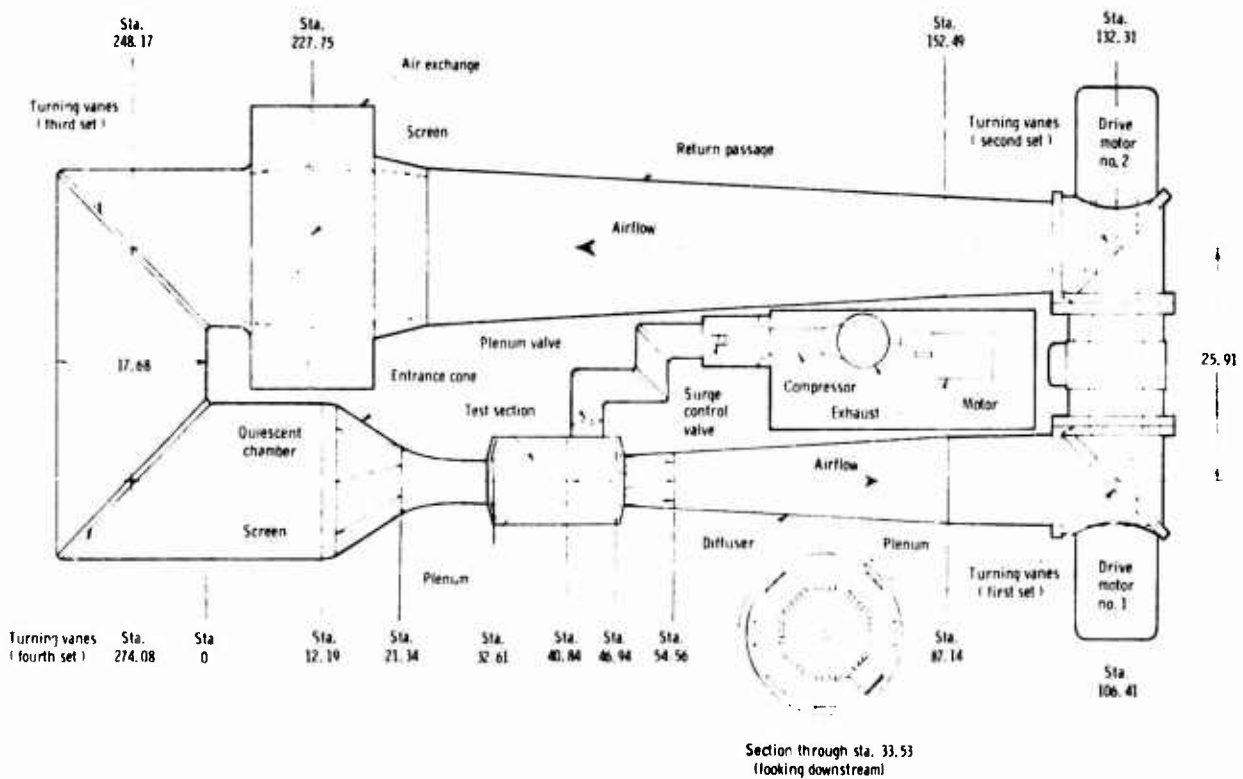 Sta.
248.17
Sta.
227.75
Sta.
152.49
Sta.
132.31
Air exchange
Turning vanes
(third set)
Screen
Return passage
Turning vanes
(second set)
Drive
motor
no. 2
Airflow
17.68
Plenum valve
Entrance cone
Test section
Surge
control
valve
Compressor
Exhaust
Motor
25.91
Quiescent
chamber
Airflow
Screen
Diffuser
Plenum
Plenum
Turning vanes
(first set)
Drive
motor
no. 1
Turning vanes
(fourth set)
Sta.
274.08
Sta
0
Sta.
12.19
Sta.
21.34
Sta.
32.61
Sta.
40.84
Sta.
46.94
Sta.
54.56
Sta.
87.14
Sta.
106.41
Section through sta. 33.53
(looking downstream)